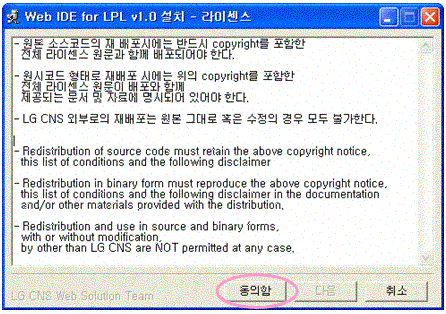 Web IDE for LPL v1.0 설치 - 라이센스
- 원본 소스코드의 재 배포시에는 반드시 copyright를 포함한
전체 라이센스 원문과 함께 배포되어야 한다.
- 원시코드 형태로 재배포 시에는 위의 copyright를 포함한
전체 라이센스 원문이 배포와 함께
제공되는 문서 및 자료에 명시되어 있어야 한다.
- LG CNS 외부로의 재배포는 원본 그대로 혹은 수정의 경우 모두 불가한다.
- Redistribution of source code must retain the above copyright notice,
this list of conditions and the following disclaimer
- Redistribution in binary form must reproduce the above copyright notice,
this list of conditions and the following disclaimer in the documentation
and/or other materials provided with the distribution.
- Redistribution and use in source and binary forms,
with or without modification,
by other than LG CNS are NOT permitted at any case.
LG CNS Web Solution Team
동의함 다음 취소